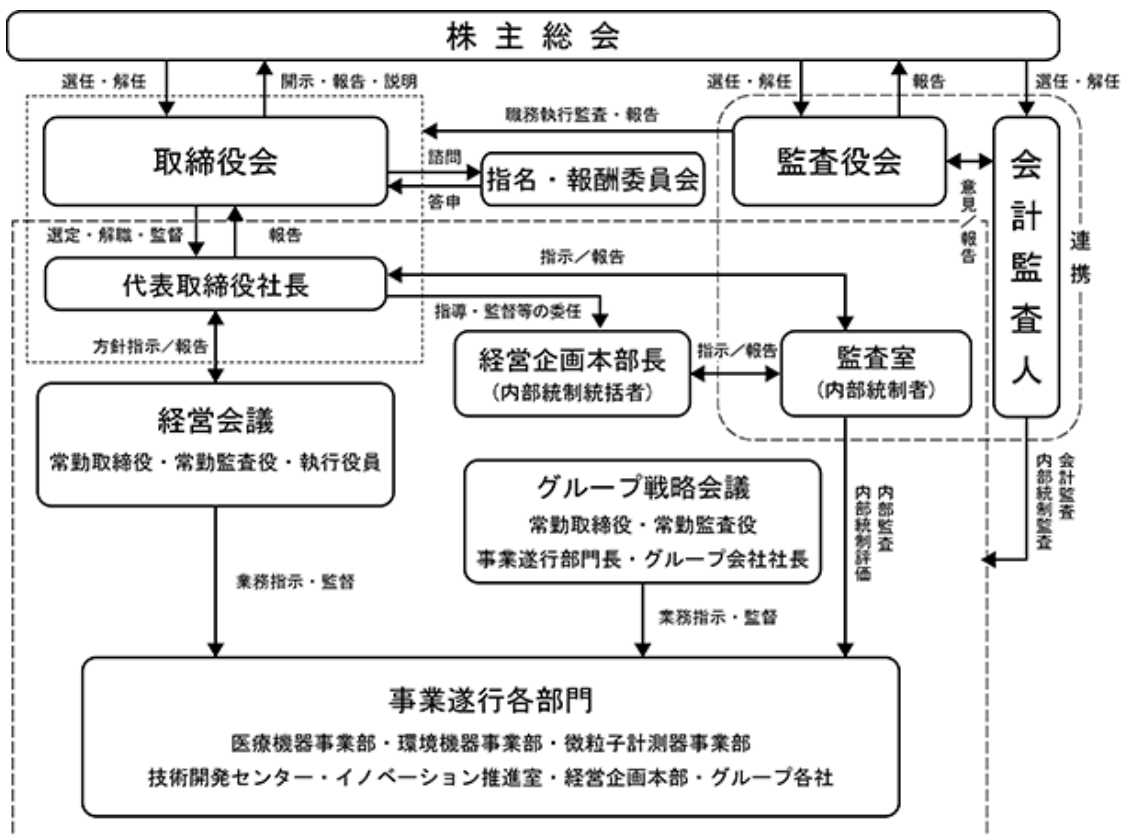 株主総会
選任・解任
開示・報告・説明
選任・解任
報告
選任・解任
取締役会
職務執行監査・報告
監査役会
会計監査人
諮問
指名・報酬委員会
答申
意見／報告
連携
選定・解職・監督
報告
代表取締役社長
指示／報告
指導・監督等の委任
方針指示／報告
経営企画本部長
（内部統制統括者）
指示／報告
監査室
（内部統制者）
経営会議
常勤取締役・常勤監査役・執行役員
グループ戦略会議
常勤取締役・常勤監査役
事業遂行部門長・グループ会社社長
内部監査
内部統制評価
会計監査
内部統制監査
業務指示・監督
業務指示・監督
事業遂行各部門
医療機器事業部・環境機器事業部・微粒子計測器事業部
技術開発センター・イノベーション推進室・経営企画本部・グループ各社